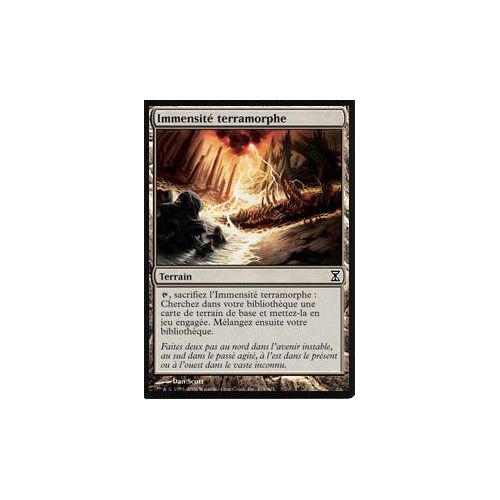 Immensité terramorphe
Terrain
, sacrifiez l'Immensité terramorphe :
Cherchez dans votre bibliothèque une
carte de terrain de base et mettez-la en
jeu engagée. Mélangez ensuite votre
bibliothèque.
Faites deux pas au nord dans l'avenir instable,
au sud dans le passé agité, à l'est dans le présent
ou à l'ouest dans le vaste inconnu.
Dan Scott